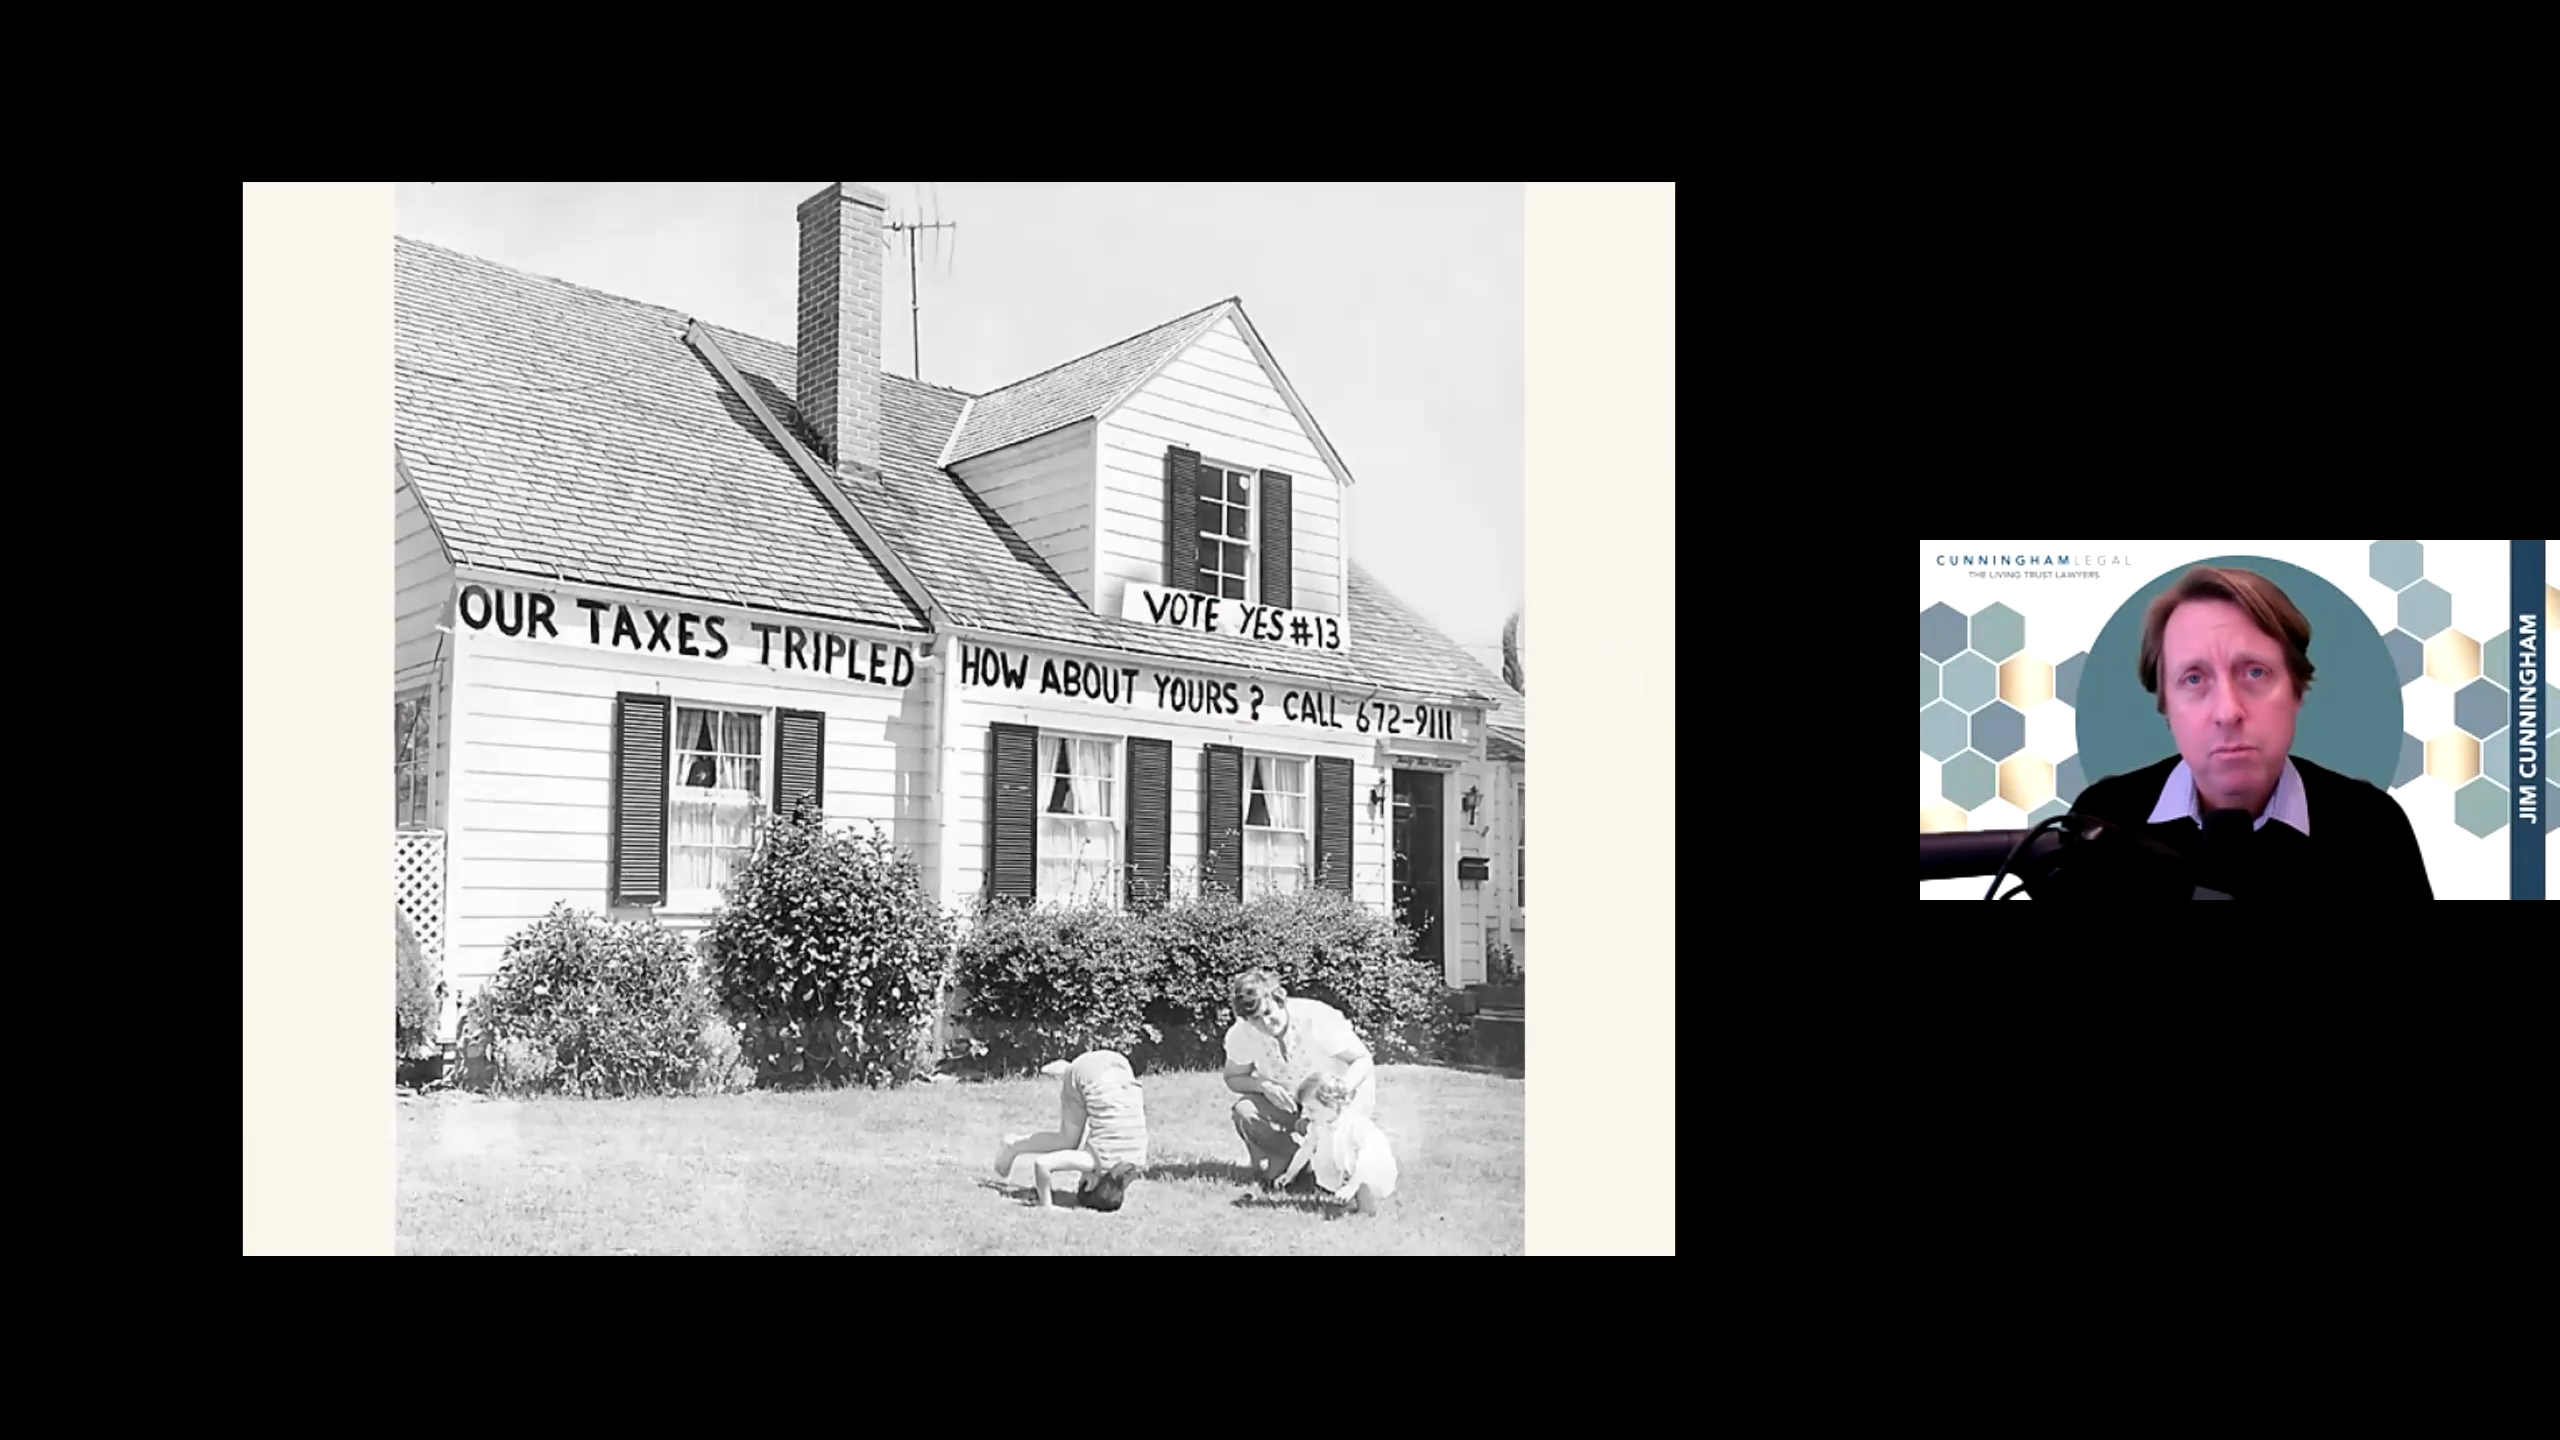 VOTE YES #13
OUR TAXES TRIPLED
HOW ABOUT YOURS? CALL 672-9111
CUNNINGHAMLEGAL
THE LIVING TRUST LAWYERS
JIM CUNNINGHAM